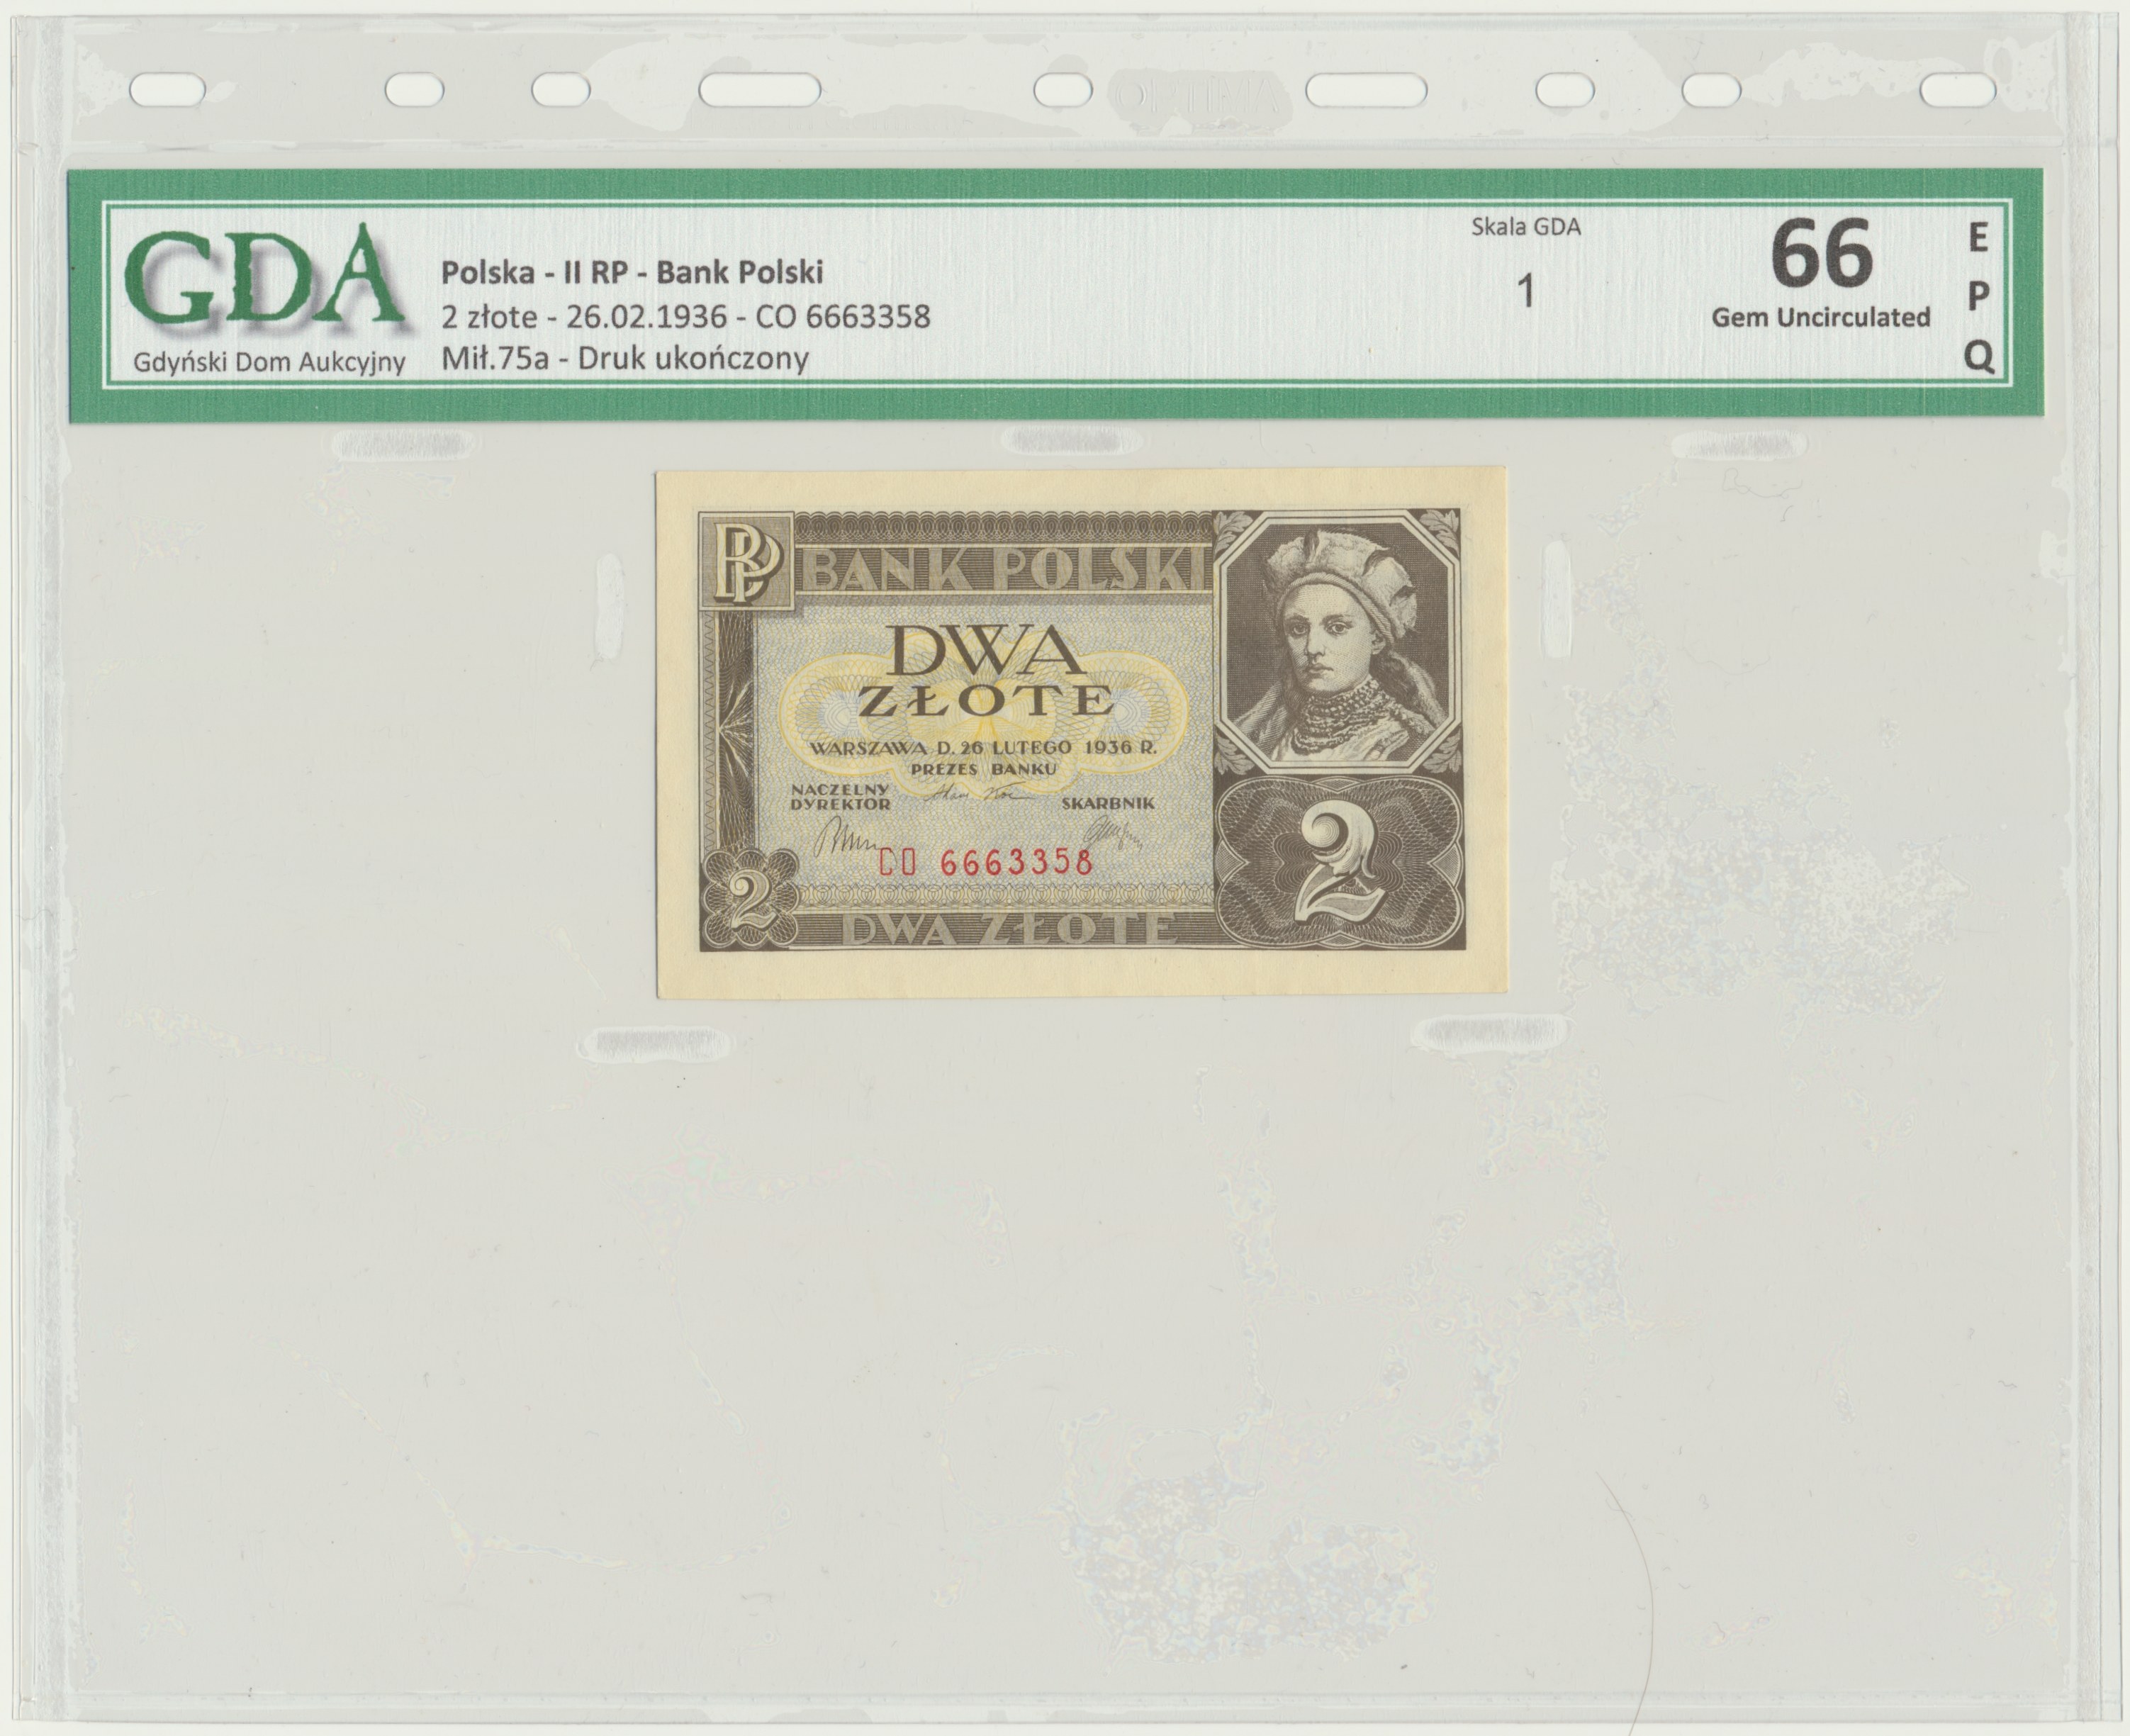 GDA
Gdyński Dom Aukcyjny
Polska - II RP - Bank Polski
2 złote - 26.02.1936 - CO 6663358
Mił.75a - Druk ukończony
Skala GDA
1
66
Gem Uncirculated
E
P
Q
BP BANK POLSKI
DWA
ZŁOTE
WARSZAWA D. 26 LUTEGO 1936 R.
PREZES BANKU
NACZELNY
DYREKTOR
SKARBNIK
CO 6663358
2
2
DWA ZŁOTE